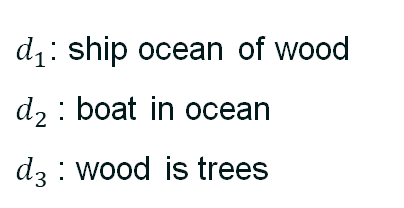 d₁: ship ocean of wood
d₂ : boat in ocean
d₃ : wood is trees